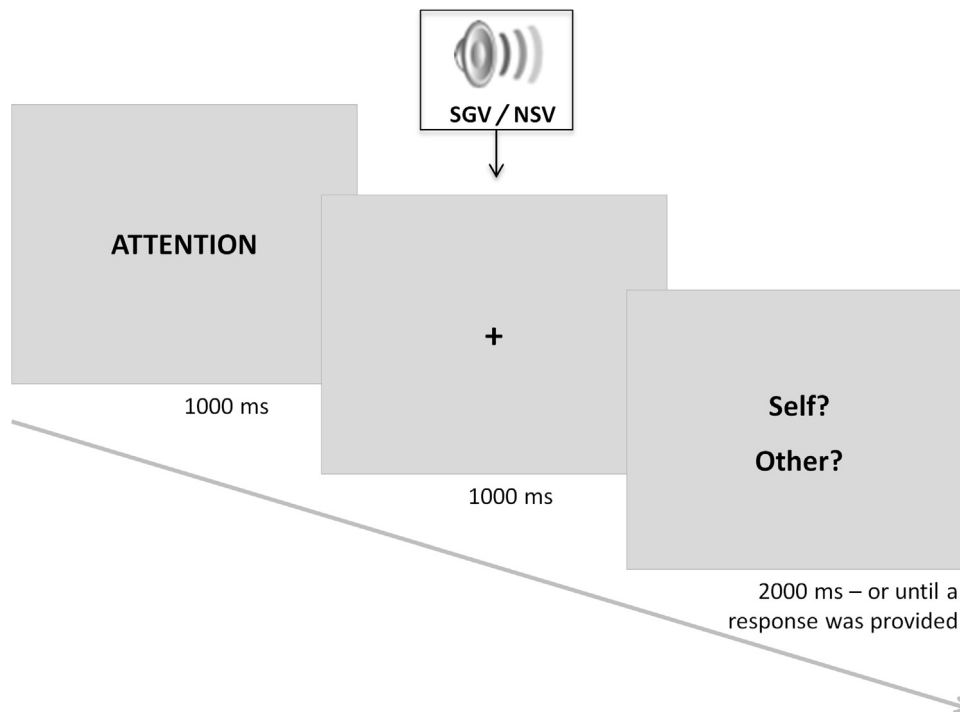 SGV / NSV
ATTENTION
1000 ms
+
1000 ms
Self?
Other?
2000 ms – or until a
response was provided